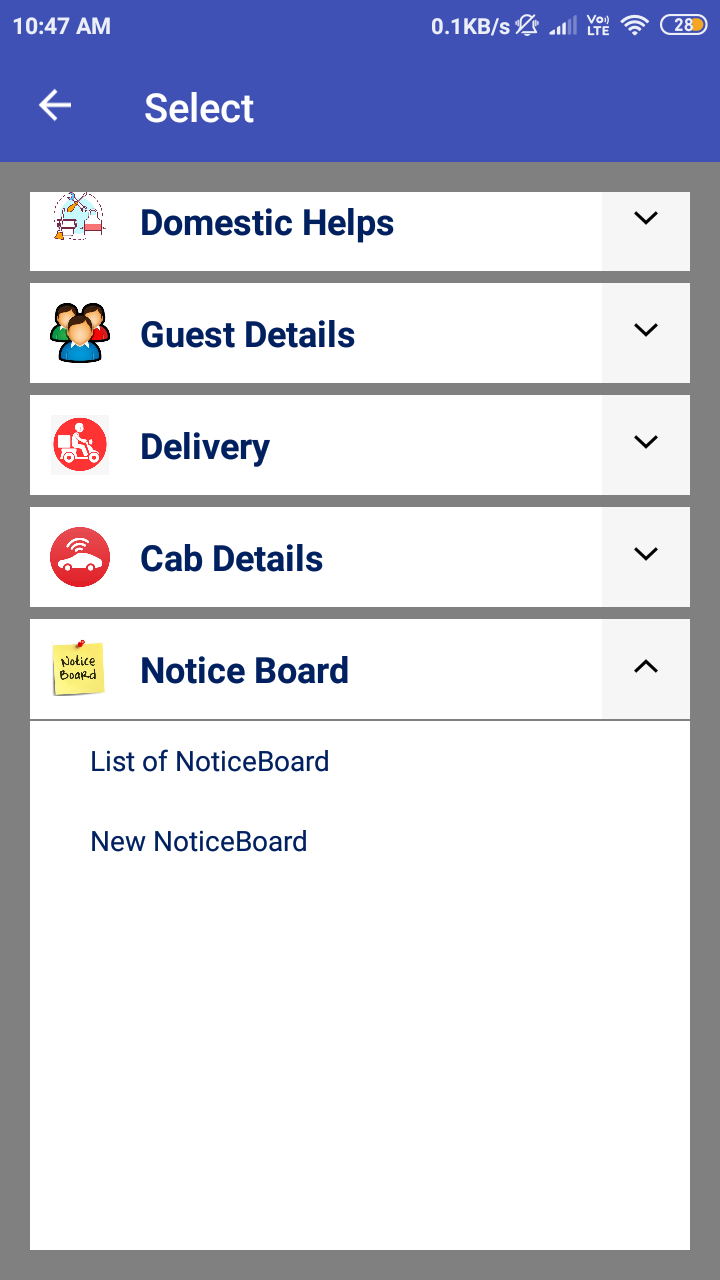 10:47 AM 0.1KB/s Vo) LTE 28
Select
Domestic Helps
Guest Details
Delivery
Cab Details
Notice
Board
Notice Board
List of NoticeBoard
New NoticeBoard